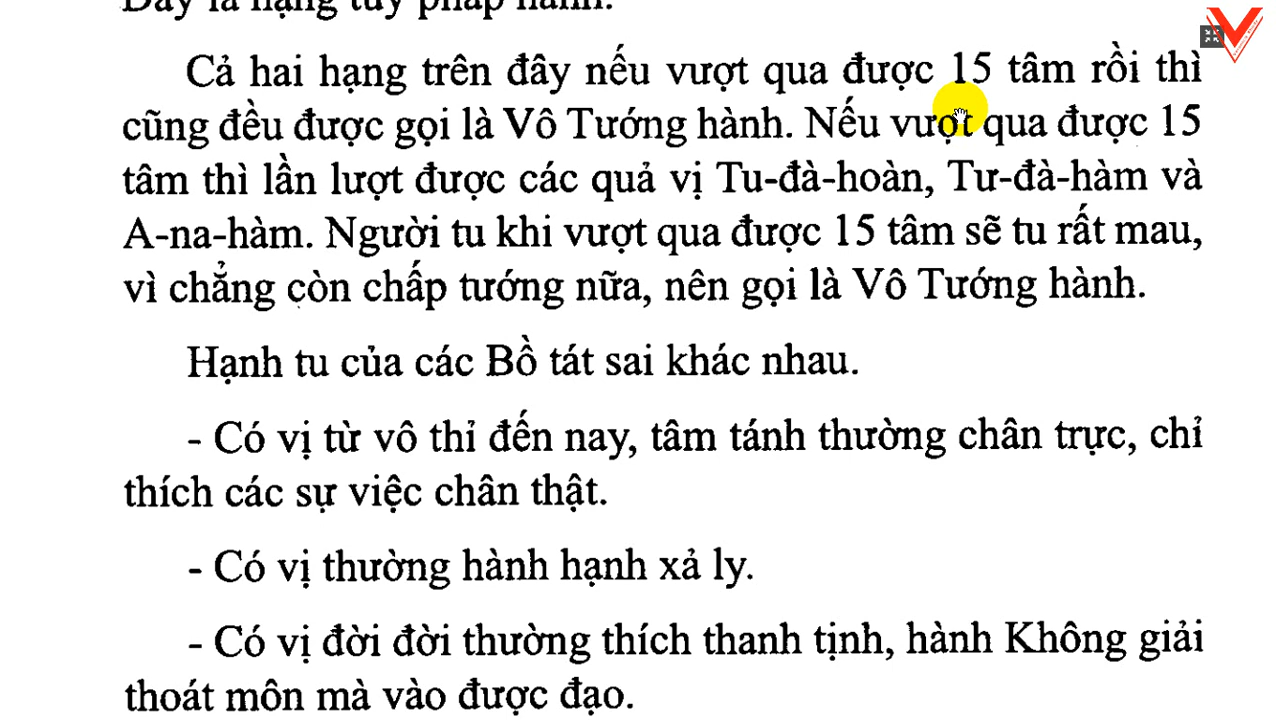 Đây là hạng tùy pháp hành.
Cả hai hạng trên đây nếu vượt qua được 15 tâm rồi thì
cũng đều được gọi là Vô Tướng hành. Nếu vượt qua được 15
tâm thì lần lượt được các quả vị Tu-đà-hoàn, Tư-đà-hàm và
A-na-hàm. Người tu khi vượt qua được 15 tâm sẽ tu rất mau,
vì chẳng còn chấp tướng nữa, nên gọi là Vô Tướng hành.
Hạnh tu của các Bồ tát sai khác nhau.
- Có vị từ vô thỉ đến nay, tâm tánh thường chân trực, chỉ
thích các sự việc chân thật.
- Có vị thường hành hạnh xả ly.
- Có vị đời đời thường thích thanh tịnh, hành Không giải
thoát môn mà vào được đạo.